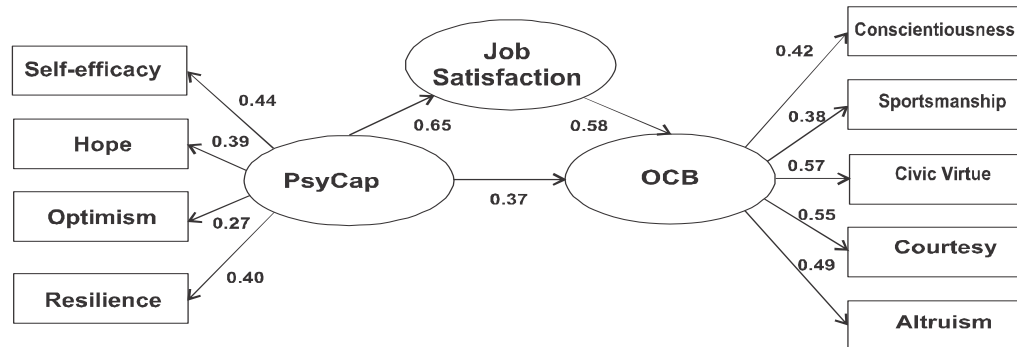 Conscientiousness
Job
Satisfaction
0.42
Self-efficacy
Sportsmanship
0.44
0.38
0.65
0.58
Hope
0.39
PsyCap
OCB
0.57
Civic Virtue
0.37
Optimism
0.27
0.55
Courtesy
0.49
0.40
Resilience
Altruism